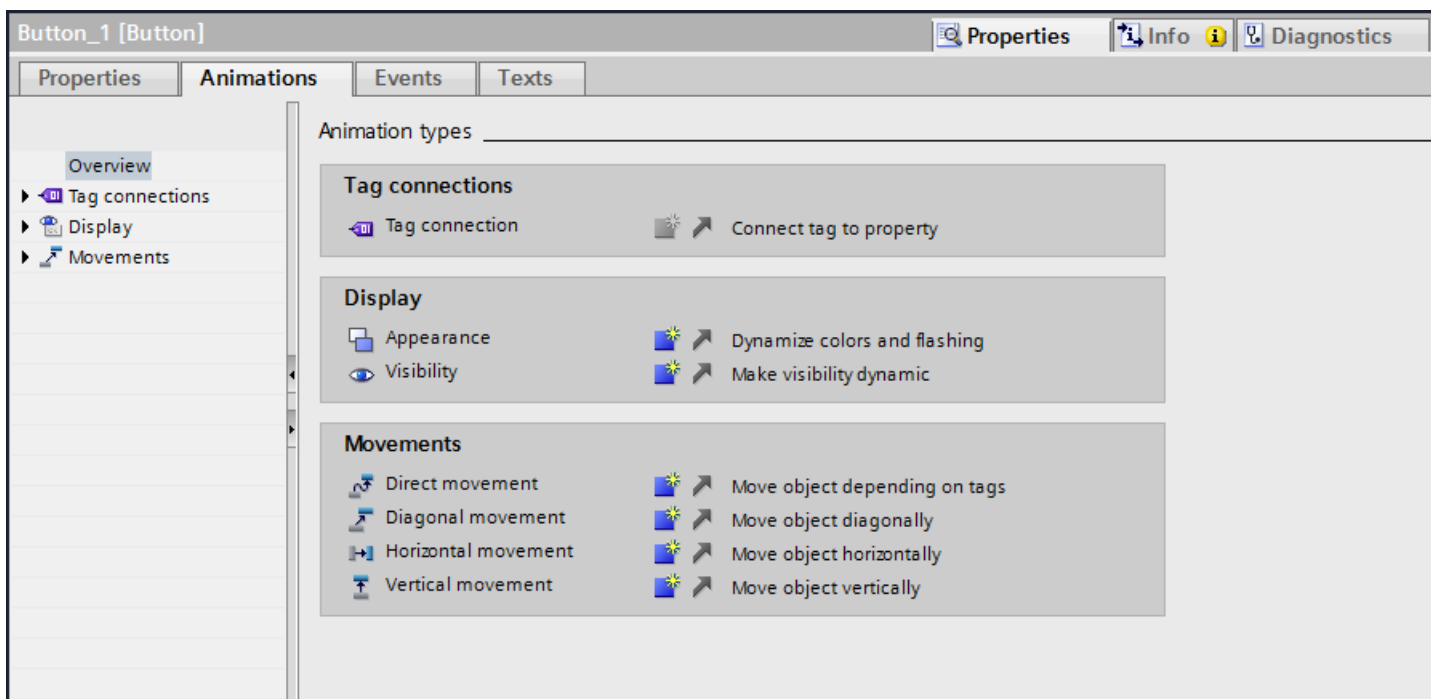 Button_1 [Button]
Properties Info Diagnostics
Properties Animations Events Texts
Overview
Tag connections
Display
Movements
Animation types
Tag connections
Tag connection Connect tag to property
Display
Appearance Dynamize colors and flashing
Visibility Make visibility dynamic
Movements
Direct movement Move object depending on tags
Diagonal movement Move object diagonally
Horizontal movement Move object horizontally
Vertical movement Move object vertically